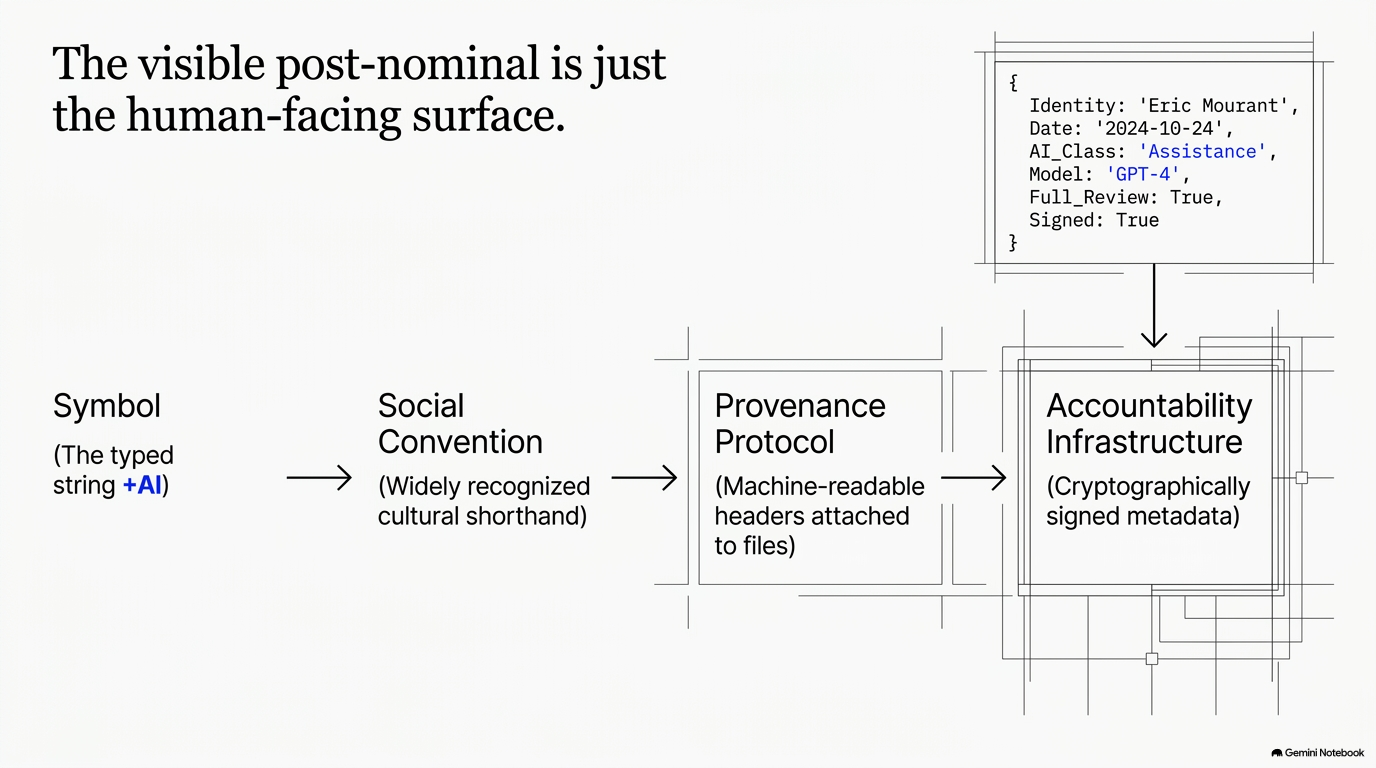 The visible post-nominal is just
the human-facing surface.
{
Identity: 'Eric Mourant',
Date: '2024-10-24',
AI_Class: 'Assistance',
Model: 'GPT-4',
Full_Review: True,
Signed: True
}
Symbol
(The typed
string +AI)
Social
Convention
(Widely recognized
cultural shorthand)
Provenance
Protocol
(Machine-readable
headers attached
to files)
Accountability
Infrastructure
(Cryptographically
signed metadata)
Gemini Notebook